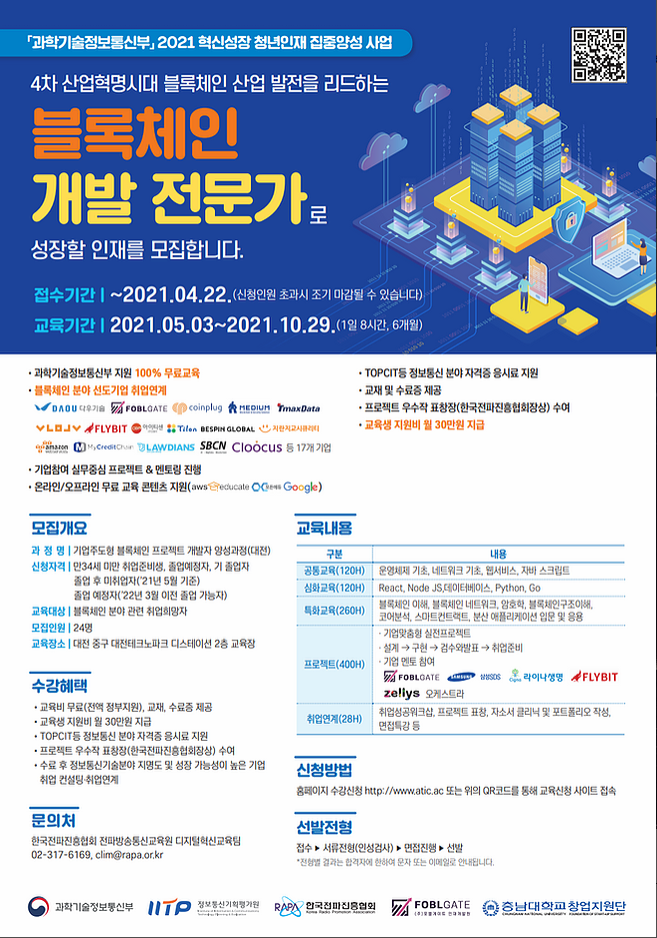 「과학기술정보통신부」 2021 혁신성장 청년인재 집중양성 사업
4차 산업혁명시대 블록체인 산업 발전을 리드하는
블록체인
개발 전문가로
성장할 인재를 모집합니다.
접수기간 | ~2021.04.22. (신청인원 초과시 조기 마감될 수 있습니다)
교육기간 | 2021.05.03~2021.10.29. (1일 8시간, 6개월)
· 과학기술정보통신부 지원 100% 무료교육
· 블록체인 분야 선도기업 취업연계
DAOU 다우기술 FOBLGATE coinplug MEDIUM TmaxData
VLOJV FLYBIT 아이티센 Tilon BESPIN GLOBAL 지란지교시큐리티
amazon MyCreditChain LAWDIANS SBCN Cloocus 등 17개 기업
· 기업참여 실무중심 프로젝트 & 멘토링 진행
· 온라인/오프라인 무료 교육 콘텐츠 지원(aws educate Google)
· TOPCIT등 정보통신 분야 자격증 응시료 지원
· 교재 및 수료증 제공
· 프로젝트 우수작 표창장(한국전파진흥협회장상) 수여
· 교육생 지원비 월 30만원 지급
모집개요
과 정 명 | 기업주도형 블록체인 프로젝트 개발자 양성과정(대전)
신청자격 | 만34세 미만 취업준비생, 졸업예정자, 기 졸업자
졸업 후 미취업자('21년 5월 기준)
졸업 예정자('22년 3월 이전 졸업 가능자)
교육대상 | 블록체인 분야 관련 취업희망자
모집인원 | 24명
교육장소 | 대전 중구 대전테크노파크 디스테이션 2층 교육장
수강혜택
· 교육비 무료(전액 정부지원), 교재, 수료증 제공
· 교육생 지원비 월 30만원 지급
· TOPCIT등 정보통신 분야 자격증 응시료 지원
· 프로젝트 우수작 표창장(한국전파진흥협회장상) 수여
· 수료 후 정보통신기술분야 지명도 및 성장 가능성이 높은 기업
취업 컨설팅·취업연계
문의처
한국전파진흥협회 전파방송통신교육원 디지털혁신교육팀
02-317-6169, clim@rapa.or.kr
교육내용
구분 내용
공통교육(120H) 운영체제 기초, 네트워크 기초, 웹서비스, 자바 스크립트
심화교육(120H) React, Node JS,데이터베이스, Python, Go
특화교육(260H) 블록체인 이해, 블록체인 네트워크, 암호학, 블록체인구조이해,
코어분석, 스마트컨트랙트, 분산 애플리케이션 입문 및 응용
프로젝트(400H) · 기업맞춤형 실전프로젝트
· 설계 → 구현 → 검수와발표 → 취업준비
· 기업 멘토 참여
FOBLGATE SAMSUNG 삼성SDS Cigna 라이나생명 FLYBIT
zellys 오케스트라
취업연계(28H) 취업성공워크샵, 프로젝트 표창, 자소서 클리닉 및 포트폴리오 작성,
면접특강 등
신청방법
홈페이지 수강신청 http://www.atic.ac 또는 위의 QR코드를 통해 교육신청 사이트 접속
선발전형
접수 ▶ 서류전형(인성검사) ▶ 면접진행 ▶ 선발
*전형별 결과는 합격자에 한하여 문자 또는 이메일로 안내됩니다.
과학기술정보통신부 IITP 정보통신기획평가원 RAPA 한국전파진흥협회 Korea Radio Promotion Association FOBLGATE (주)포블게이트 인재개발원 충남대학교 창업지원단